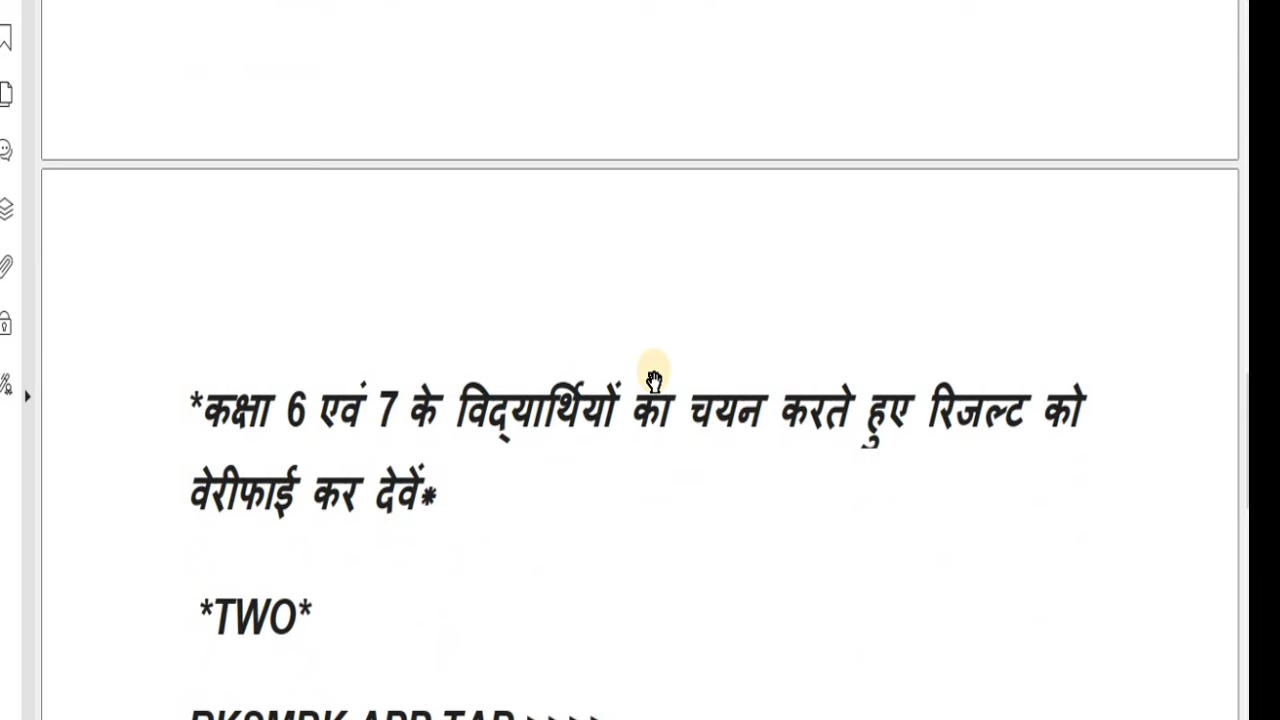 *कक्षा 6 एवं 7 के विद्यार्थियों का चयन करते हुए रिजल्ट को
वेरीफाई कर देवें*
*TWO*